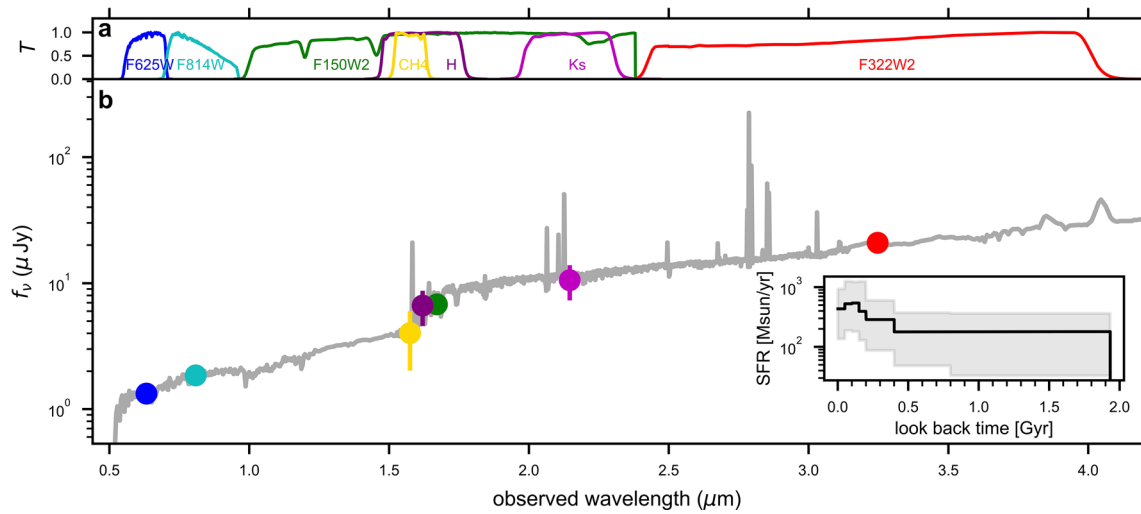 a
T
1.0
0.5
0.0
F625W
F814W
F150W2
CH4
H
Ks
F322W2
b
fν (μ Jy)
10²
10¹
10⁰
SFR [Msun/yr]
10³
10²
0.0 0.5 1.0 1.5 2.0
look back time [Gyr]
0.5 1.0 1.5 2.0 2.5 3.0 3.5 4.0
observed wavelength (μm)